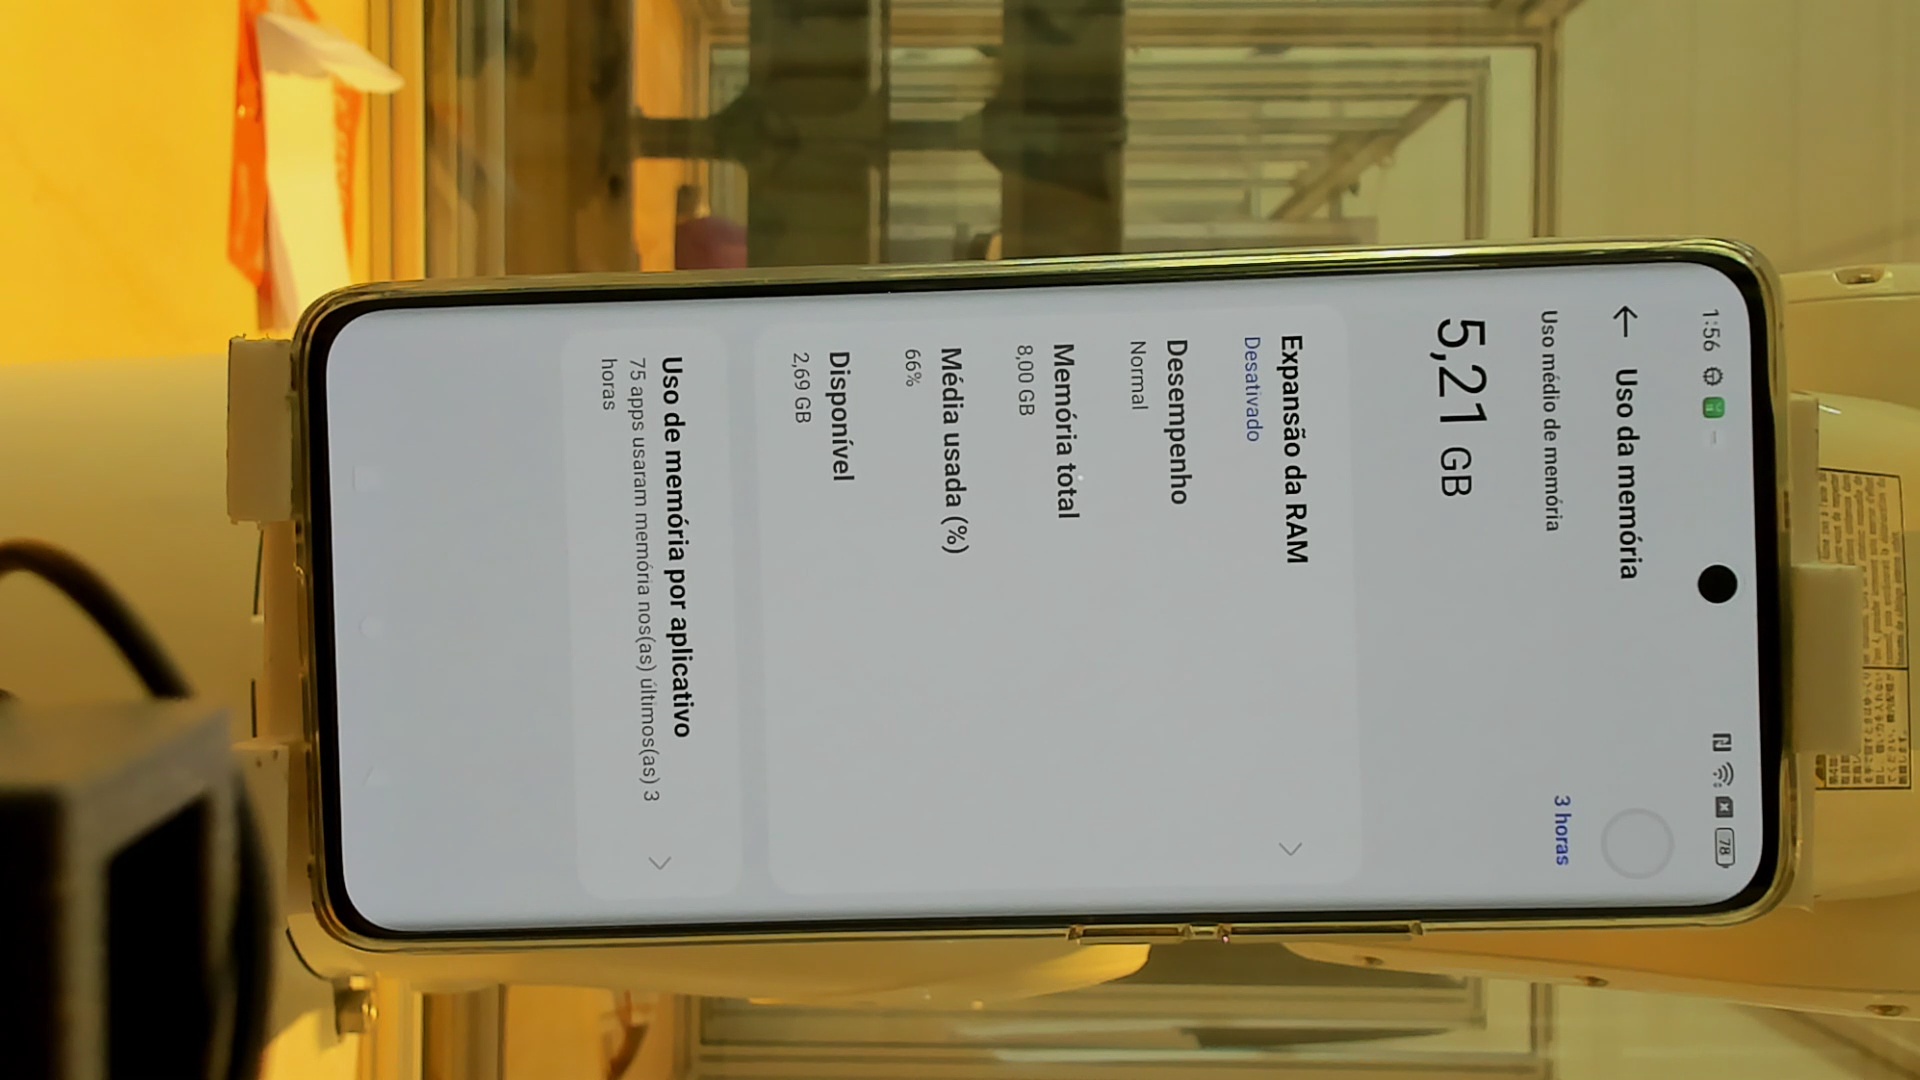 1:56
78
Uso da memória
Uso médio de memória
3 horas
5,21 GB
Expansão da RAM
Desativado
Desempenho
Normal
Memória total
8,00 GB
Média usada (%)
66%
Disponível
2,69 GB
Uso de memória por aplicativo
75 apps usaram memória nos(as) últimos(as) 3
horas